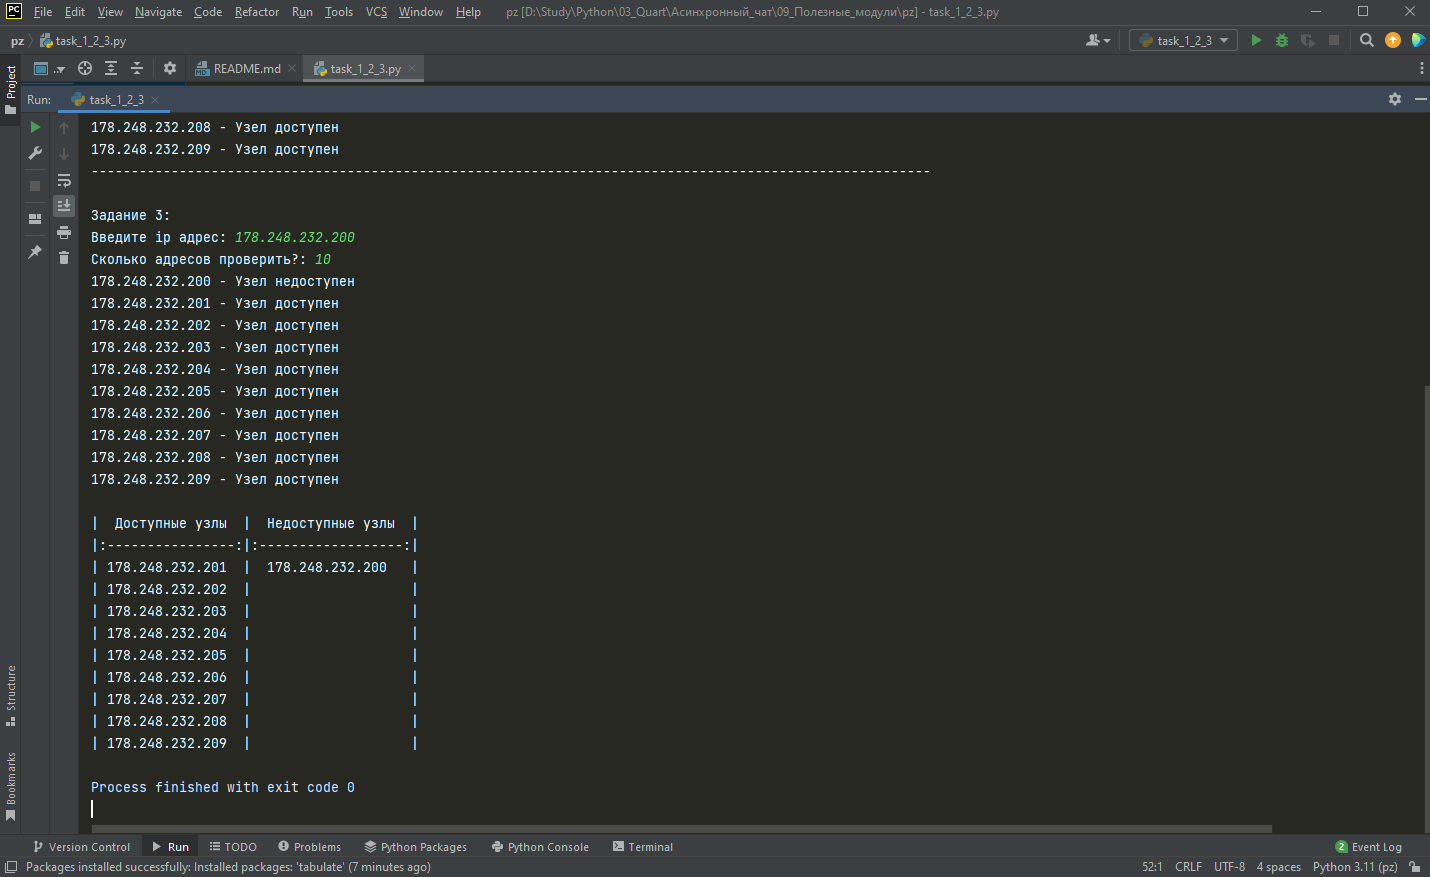 PC File Edit View Navigate Code Refactor Run Tools VCS Window Help pz [D:\Study\Python\03_Quart\Асинхронный_чат\09_Полезные_модули\pz] - task_1_2_3.py
pz task_1_2_3.py task_1_2_3
Project README.md task_1_2_3.py
Run: task_1_2_3
178.248.232.208 - Узел доступен
178.248.232.209 - Узел доступен
---------------------------------------------------------------------------------------------------------
Задание 3:
Введите ip адрес: 178.248.232.200
Сколько адресов проверить?: 10
178.248.232.200 - Узел недоступен
178.248.232.201 - Узел доступен
178.248.232.202 - Узел доступен
178.248.232.203 - Узел доступен
178.248.232.204 - Узел доступен
178.248.232.205 - Узел доступен
178.248.232.206 - Узел доступен
178.248.232.207 - Узел доступен
178.248.232.208 - Узел доступен
178.248.232.209 - Узел доступен
|  Доступные узлы  |  Недоступные узлы  |
|:----------------:|:------------------:|
| 178.248.232.201  |  178.248.232.200   |
| 178.248.232.202  |                    |
| 178.248.232.203  |                    |
| 178.248.232.204  |                    |
| 178.248.232.205  |                    |
| 178.248.232.206  |                    |
| 178.248.232.207  |                    |
| 178.248.232.208  |                    |
| 178.248.232.209  |                    |
Process finished with exit code 0
Structure
Bookmarks
Version Control Run TODO Problems Python Packages Python Console Terminal 2 Event Log
Packages installed successfully: Installed packages: 'tabulate' (7 minutes ago) 52:1 CRLF UTF-8 4 spaces Python 3.11 (pz)